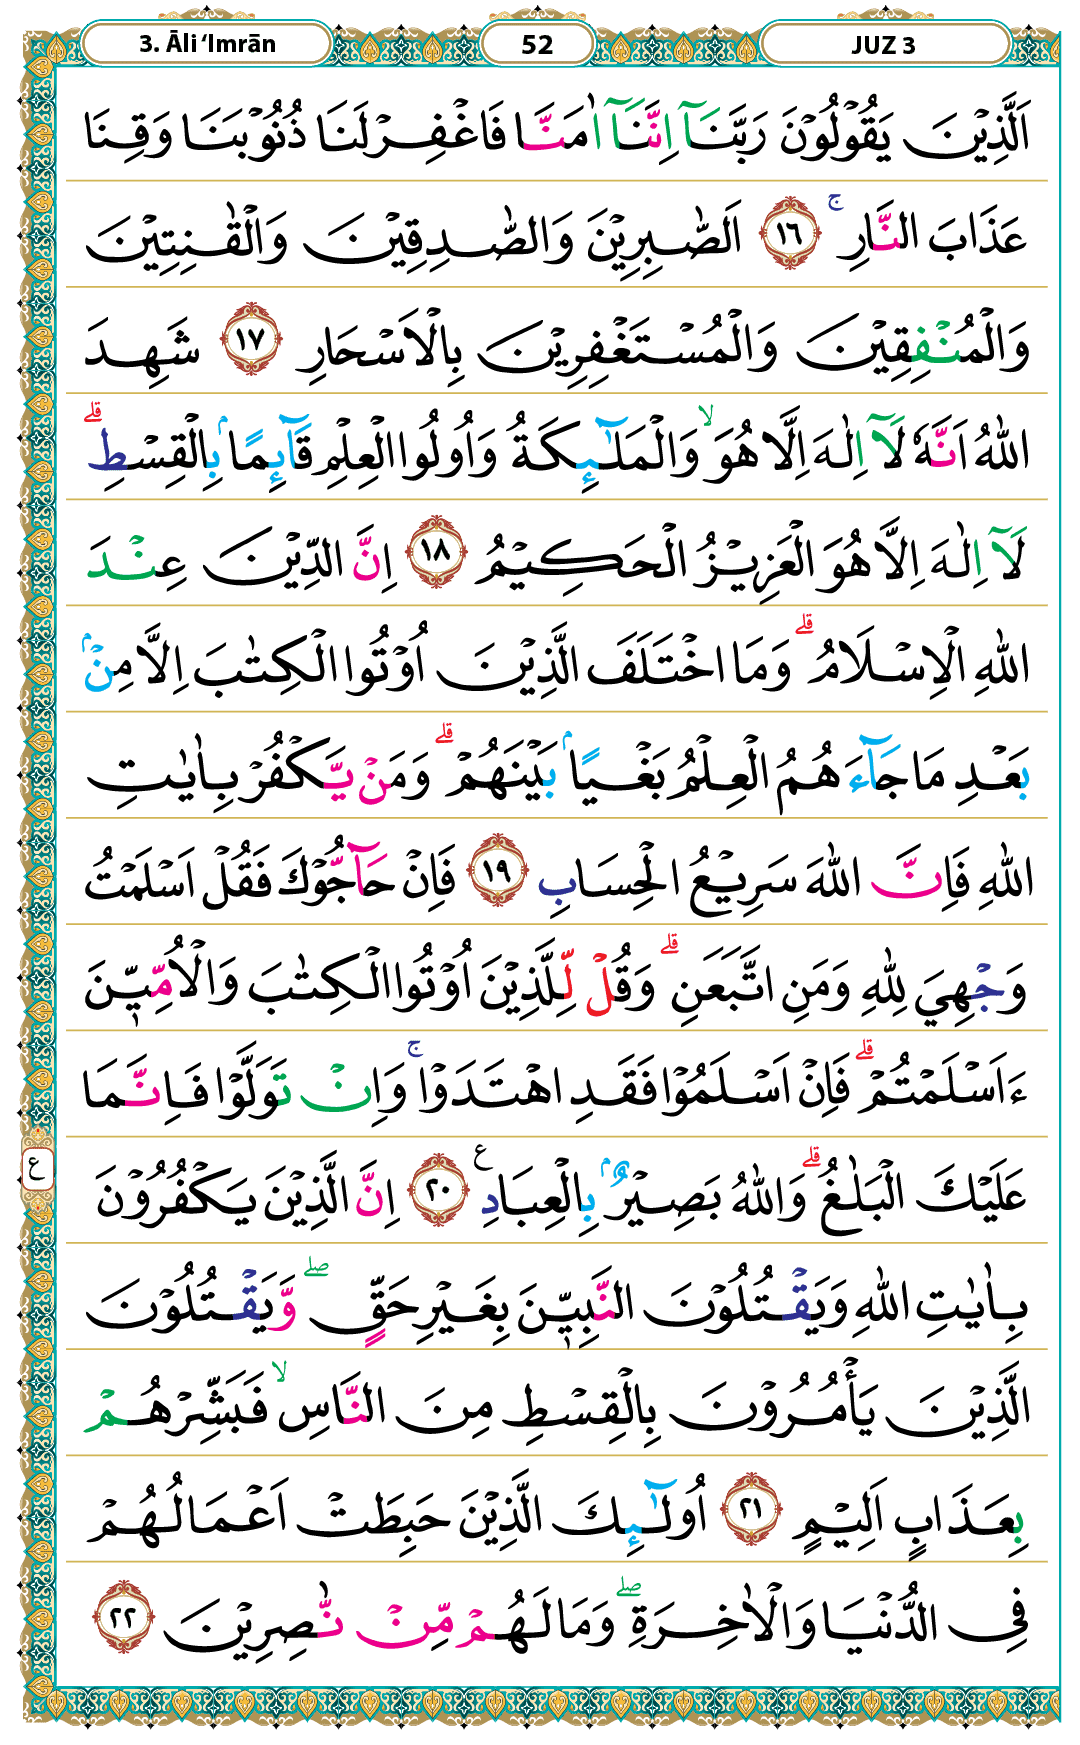 3. Āli ‘Imrān 52 JUZ 3
اَلَّذِيْنَ يَقُوْلُوْنَ رَبَّنَآ اِنَّنَآ اٰمَنَّا فَاغْفِرْ لَنَا ذُنُوْبَنَا وَقِنَا
عَذَابَ النَّارِۚ ١٦ اَلصّٰبِرِيْنَ وَالصّٰدِقِيْنَ وَالْقٰنِتِيْنَ
وَالْمُنْفِقِيْنَ وَالْمُسْتَغْفِرِيْنَ بِالْاَسْحَارِ ١٧ شَهِدَ
اللّٰهُ اَنَّهٗ لَآ اِلٰهَ اِلَّا هُوَۙ وَالْمَلٰۤىِٕكَةُ وَاُولُوا الْعِلْمِ قَاۤىِٕمًاۢ بِالْقِسْطِۗ
لَآ اِلٰهَ اِلَّا هُوَ الْعَزِيْزُ الْحَكِيْمُ ١٨ اِنَّ الدِّيْنَ عِنْدَ
اللّٰهِ الْاِسْلَامُۗ وَمَا اخْتَلَفَ الَّذِيْنَ اُوْتُوا الْكِتٰبَ اِلَّا مِنْۢ
بَعْدِ مَا جَاۤءَهُمُ الْعِلْمُ بَغْيًاۢ بَيْنَهُمْۗ وَمَنْ يَّكْفُرْ بِاٰيٰتِ
اللّٰهِ فَاِنَّ اللّٰهَ سَرِيْعُ الْحِسَابِ ١٩ فَاِنْ حَاۤجُّوْكَ فَقُلْ اَسْلَمْتُ
وَجْهِيَ لِلّٰهِ وَمَنِ اتَّبَعَنِۗ وَقُلْ لِّلَّذِيْنَ اُوْتُوا الْكِتٰبَ وَالْاُمِّيّٖنَ
ءَاَسْلَمْتُمْۗ فَاِنْ اَسْلَمُوْا فَقَدِ اهْتَدَوْاۚ وَاِنْ تَوَلَّوْا فَاِنَّمَا
ع عَلَيْكَ الْبَلٰغُۗ وَاللّٰهُ بَصِيْرٌۢ بِالْعِبَادِࣖ ٢٠ اِنَّ الَّذِيْنَ يَكْفُرُوْنَ
بِاٰيٰتِ اللّٰهِ وَيَقْتُلُوْنَ النَّبِيّٖنَ بِغَيْرِ حَقٍّۖ وَّيَقْتُلُوْنَ
الَّذِيْنَ يَأْمُرُوْنَ بِالْقِسْطِ مِنَ النَّاسِۙ فَبَشِّرْهُمْ
بِعَذَابٍ اَلِيْمٍ ٢١ اُولٰۤىِٕكَ الَّذِيْنَ حَبِطَتْ اَعْمَالُهُمْ
فِى الدُّنْيَا وَالْاٰخِرَةِۖ وَمَا لَهُمْ مِّنْ نّٰصِرِيْنَ ٢٢